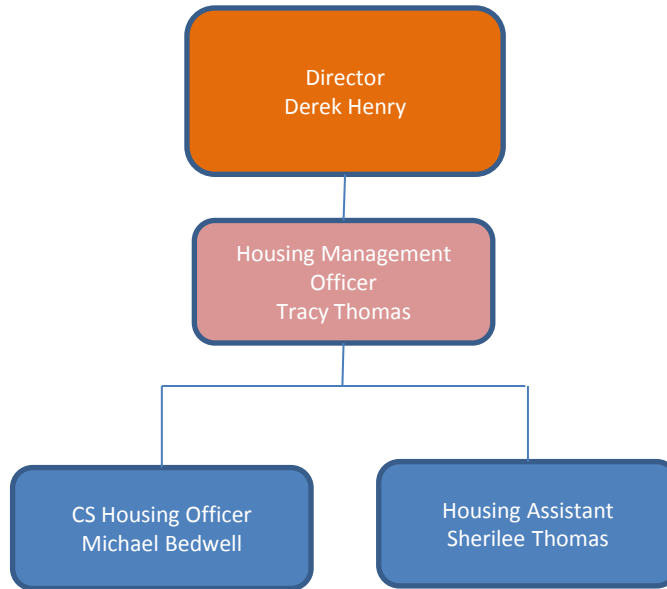 Director
Derek Henry
Housing Management
Officer
Tracy Thomas
CS Housing Officer
Michael Bedwell
Housing Assistant
Sherilee Thomas